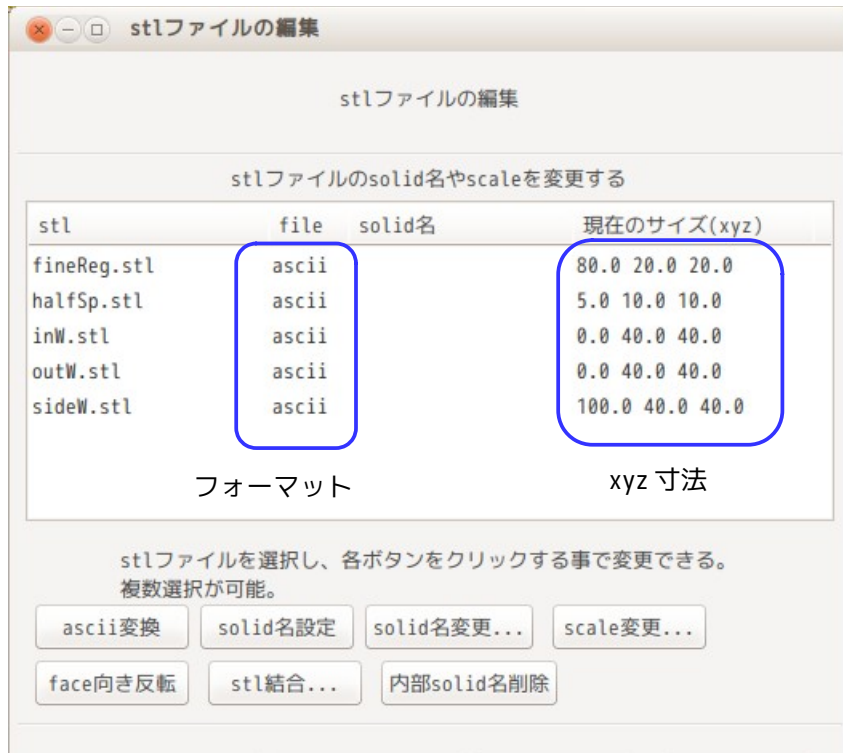 stlファイルの編集
stlファイルの編集
stlファイルのsolid名やscaleを変更する
stl file solid名 現在のサイズ(xyz)
fineReg.stl ascii 80.0 20.0 20.0
halfSp.stl ascii 5.0 10.0 10.0
inW.stl ascii 0.0 40.0 40.0
outW.stl ascii 0.0 40.0 40.0
sideW.stl ascii 100.0 40.0 40.0
フォーマット xyz 寸法
stlファイルを選択し、各ボタンをクリックする事で変更できる。
複数選択が可能。
ascii変換 solid名設定 solid名変更... scale変更...
face向き反転 stl結合... 内部solid名削除